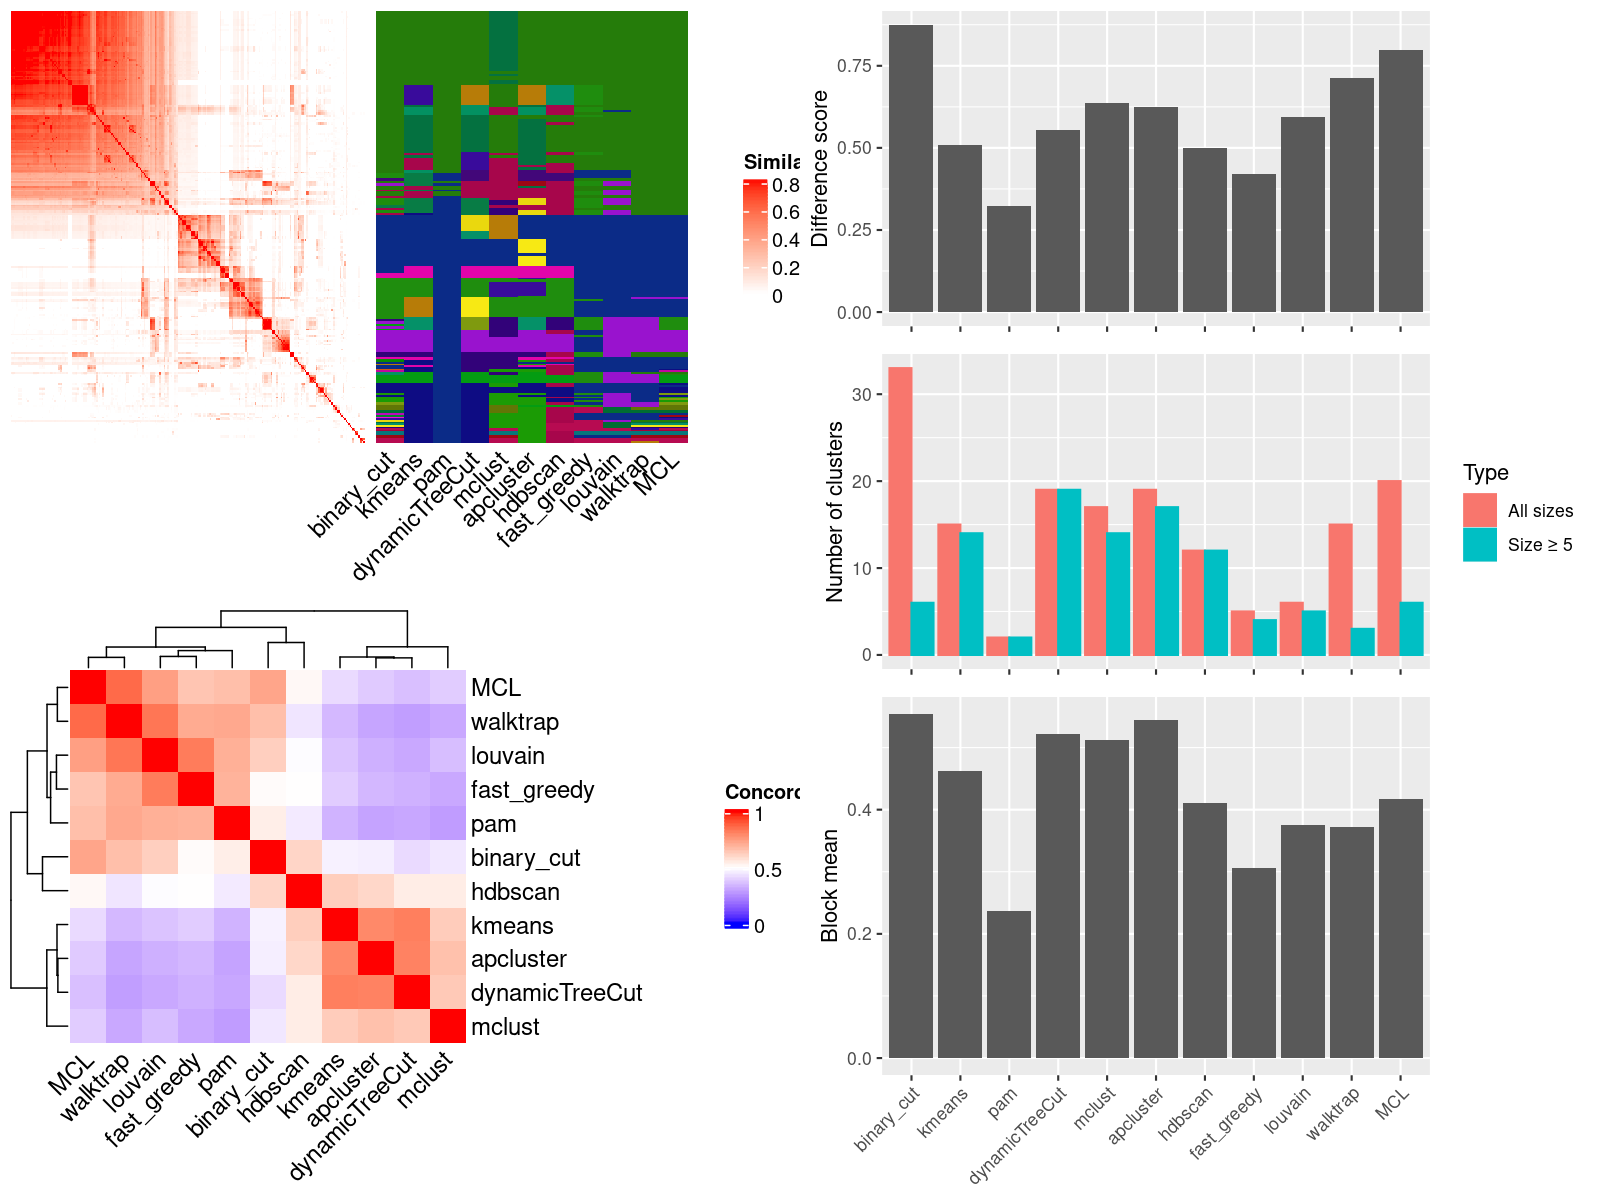 Simila
0.8
0.6
0.4
0.2
0
binary_cut
kmeans
pam
dynamicTreeCut
mclust
apcluster
hdbscan
fast_greedy
louvain
walktrap
MCL
Difference score
0.75
0.50
0.25
0.00
Number of clusters
30
20
10
0
Type
All sizes
Size ≥ 5
MCL
walktrap
louvain
fast_greedy
pam
binary_cut
hdbscan
kmeans
apcluster
dynamicTreeCut
mclust
MCL
walktrap
louvain
fast_greedy
pam
binary_cut
hdbscan
kmeans
apcluster
dynamicTreeCut
mclust
Concord
1
0.5
0
Block mean
0.4
0.2
0.0
binary_cut
kmeans
pam
dynamicTreeCut
mclust
apcluster
hdbscan
fast_greedy
louvain
walktrap
MCL